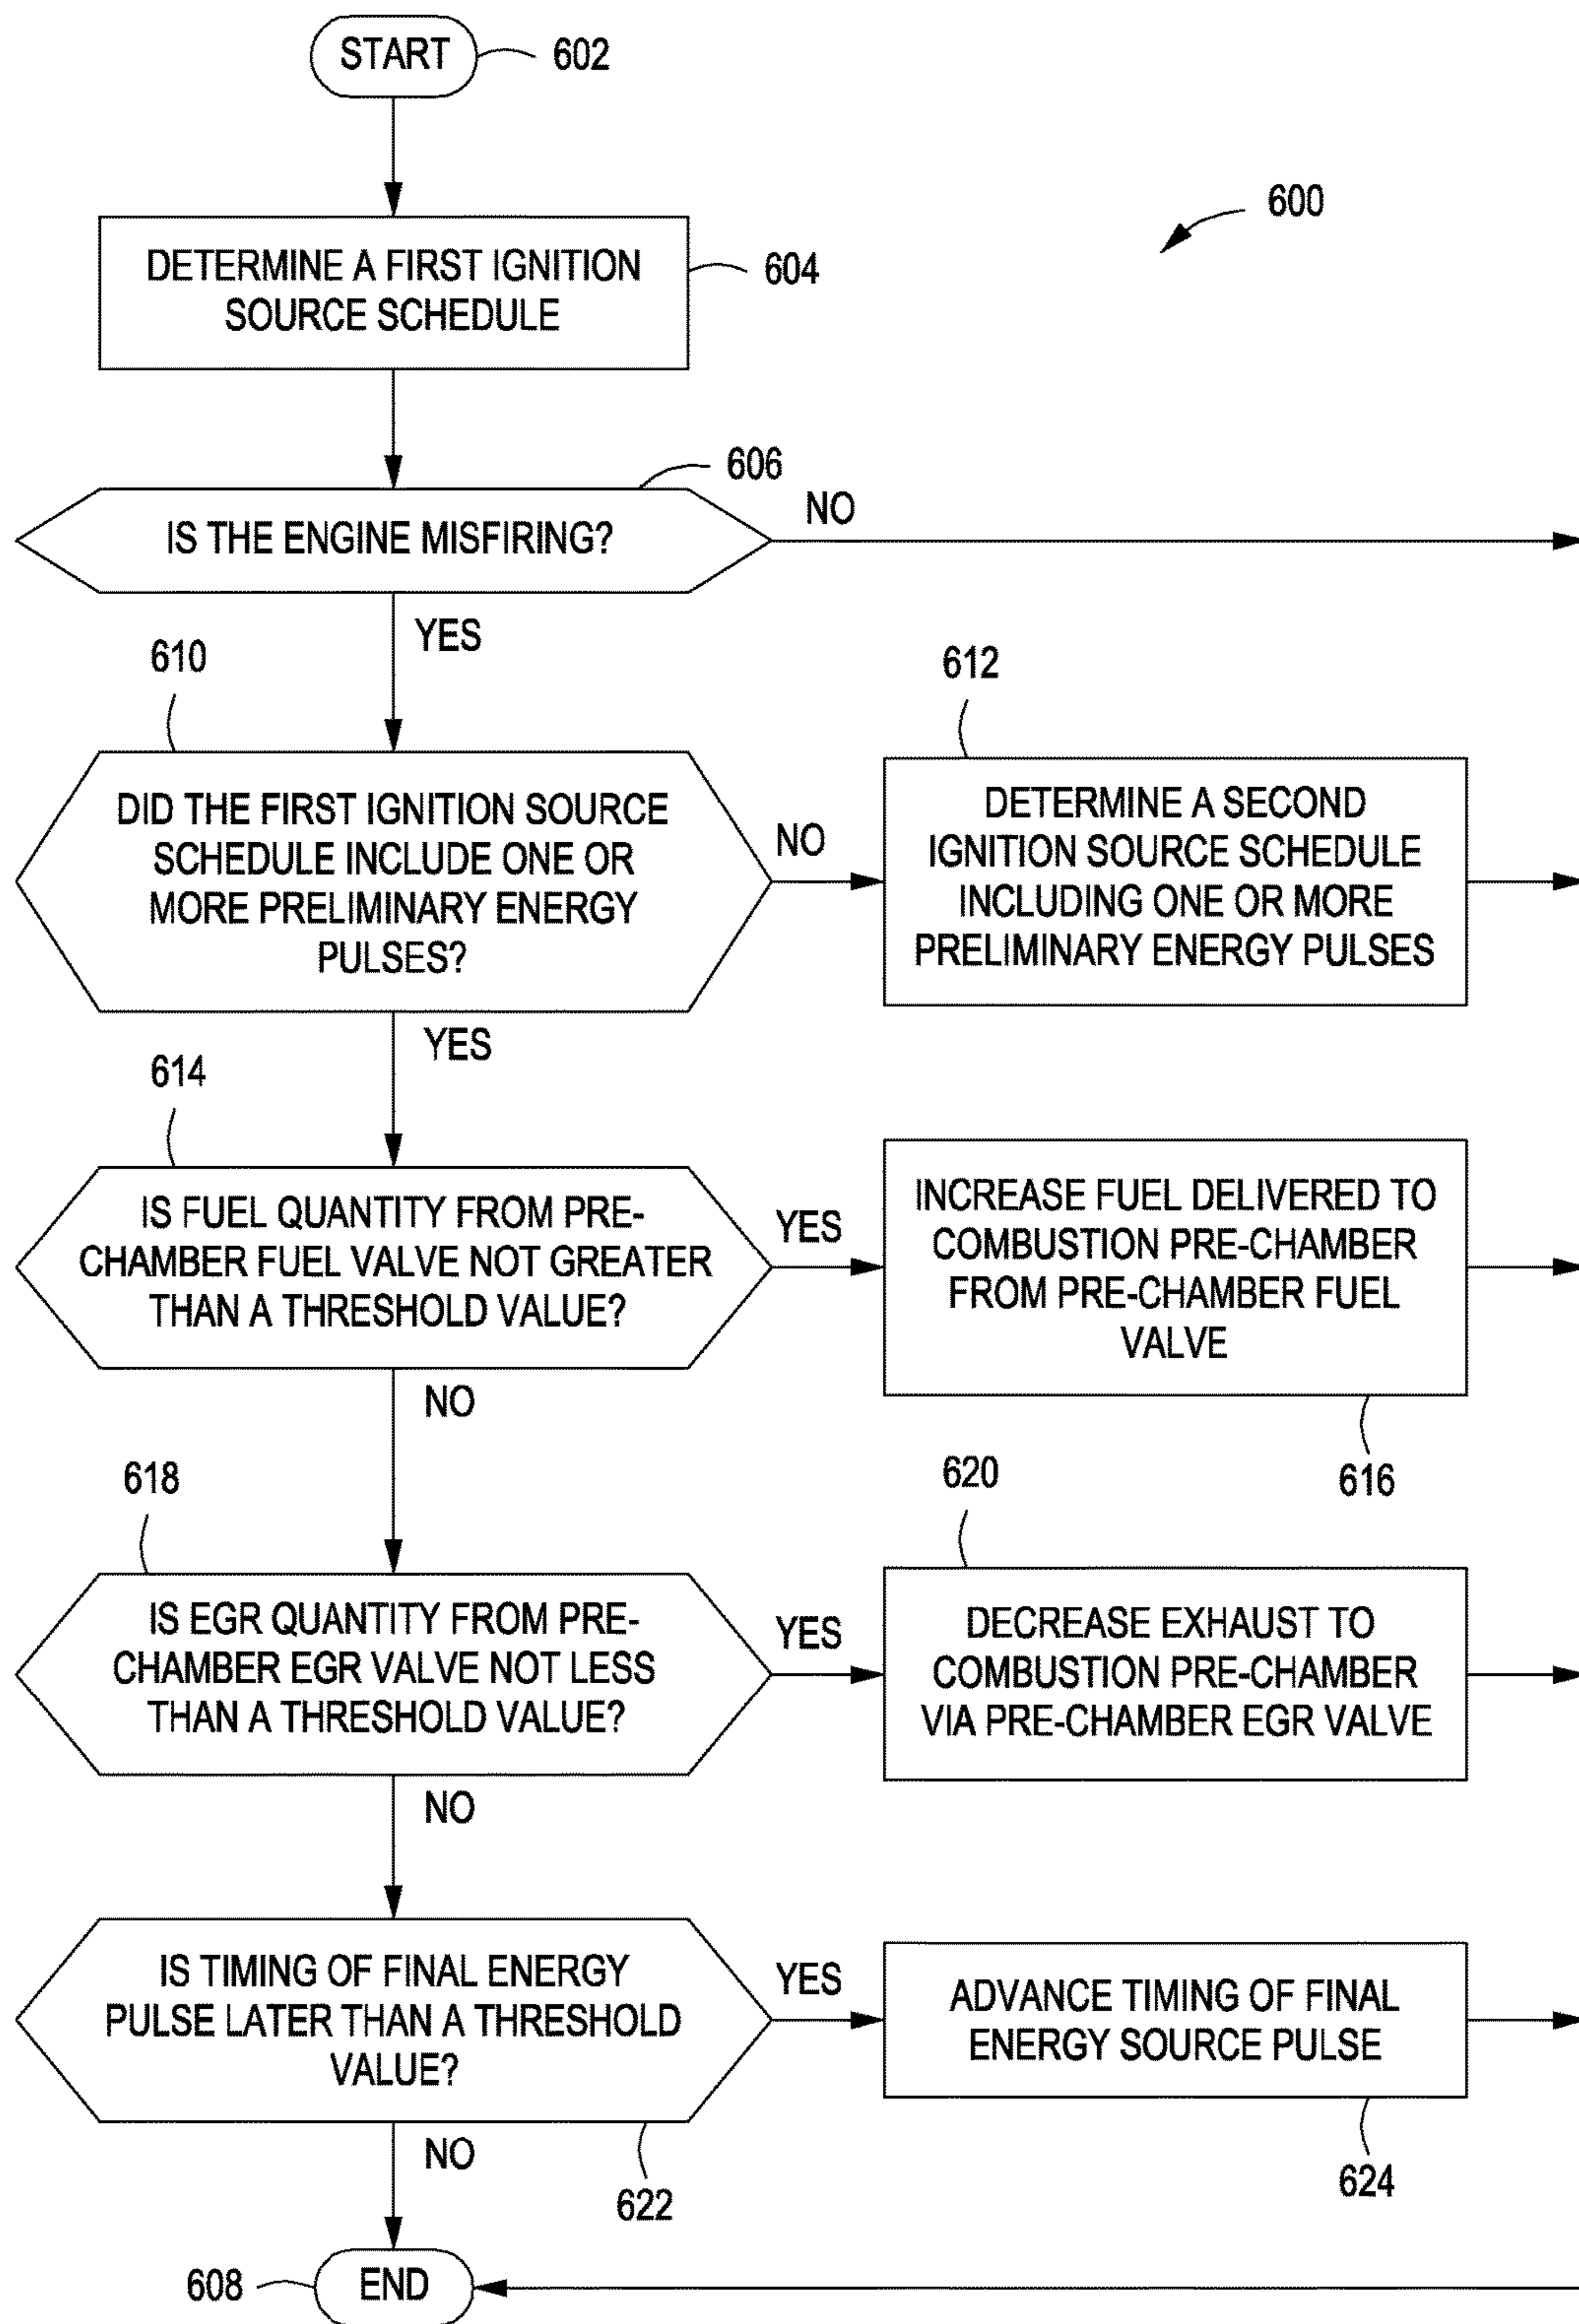 START
602
600
DETERMINE A FIRST IGNITION
SOURCE SCHEDULE
604
606
IS THE ENGINE MISFIRING?
NO
YES
610
DID THE FIRST IGNITION SOURCE
SCHEDULE INCLUDE ONE OR
MORE PRELIMINARY ENERGY
PULSES?
NO
612
DETERMINE A SECOND
IGNITION SOURCE SCHEDULE
INCLUDING ONE OR MORE
PRELIMINARY ENERGY PULSES
YES
614
IS FUEL QUANTITY FROM PRE-
CHAMBER FUEL VALVE NOT GREATER
THAN A THRESHOLD VALUE?
YES
INCREASE FUEL DELIVERED TO
COMBUSTION PRE-CHAMBER
FROM PRE-CHAMBER FUEL
VALVE
616
NO
618
IS EGR QUANTITY FROM PRE-
CHAMBER EGR VALVE NOT LESS
THAN A THRESHOLD VALUE?
YES
620
DECREASE EXHAUST TO
COMBUSTION PRE-CHAMBER
VIA PRE-CHAMBER EGR VALVE
NO
IS TIMING OF FINAL ENERGY
PULSE LATER THAN A THRESHOLD
VALUE?
622
YES
ADVANCE TIMING OF FINAL
ENERGY SOURCE PULSE
624
NO
608
END